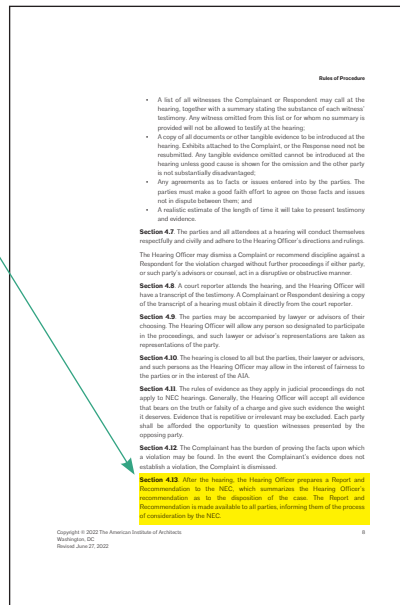 Rules of Procedure
• A list of all witnesses the Complainant or Respondent may call at the
hearing, together with a summary stating the substance of each witness'
testimony. Any witness omitted from this list or for whom no summary is
provided will not be allowed to testify at the hearing;
• A copy of all documents or other tangible evidence to be introduced at the
hearing. Exhibits attached to the Complaint, or the Response need not be
resubmitted. Any tangible evidence omitted cannot be introduced at the
hearing unless good cause is shown for the omission and the other party
is not substantially disadvantaged;
• Any agreements as to facts or issues entered into by the parties. The
parties must make a good faith effort to agree on those facts and issues
not in dispute between them; and
• A realistic estimate of the length of time it will take to present testimony
and evidence.
Section 4.7. The parties and all attendees at a hearing will conduct themselves
respectfully and civilly and adhere to the Hearing Officer's directions and rulings.
The Hearing Officer may dismiss a Complaint or recommend discipline against a
Respondent for the violation charged without further proceedings if either party,
or such party's advisors or counsel, act in a disruptive or obstructive manner.
Section 4.8. A court reporter attends the hearing, and the Hearing Officer will
have a transcript of the testimony. A Complainant or Respondent desiring a copy
of the transcript of a hearing must obtain it directly from the court reporter.
Section 4.9. The parties may be accompanied by lawyer or advisors of their
choosing. The Hearing Officer will allow any person so designated to participate
in the proceedings, and such lawyer or advisor's representations are taken as
representations of the party.
Section 4.10. The hearing is closed to all but the parties, their lawyer or advisors,
and such persons as the Hearing Officer may allow in the interest of fairness to
the parties or in the interest of the AIA.
Section 4.11. The rules of evidence as they apply in judicial proceedings do not
apply to NEC hearings. Generally, the Hearing Officer will accept all evidence
that bears on the truth or falsity of a charge and give such evidence the weight it
deserves. Evidence that is repetitive or irrelevant may be excluded. Each party
shall be afforded the opportunity to question witnesses presented by the
opposing party.
Section 4.12. The Complainant has the burden of proving the facts upon which
a violation may be found. In the event the Complainant's evidence does not
establish a violation, the Complaint is dismissed.
Section 4.13. After the hearing, the Hearing Officer prepares a Report and
Recommendation to the NEC, which summarizes the Hearing Officer's
recommendation as to the disposition of the case. The Report and
Recommendation is made available to all parties, informing them of the process
of consideration by the NEC.
Copyright © 2022 The American Institute of Architects 8
Washington, DC
Revised June 27, 2022